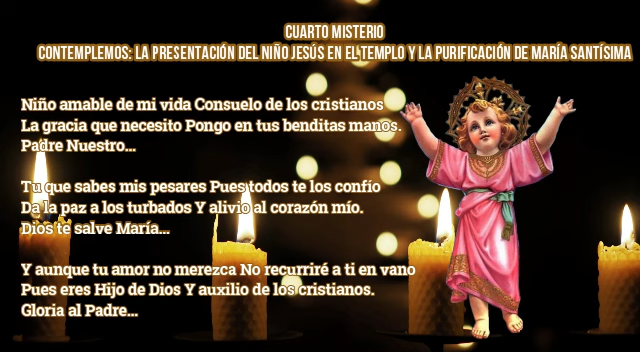 CUARTO MISTERIO
CONTEMPLEMOS: LA PRESENTACIÓN DEL NIÑO JESÚS EN EL TEMPLO Y LA PURIFICACIÓN DE MARÍA SANTÍSIMA
Niño amable de mi vida Consuelo de los cristianos
La gracia que necesito Pongo en tus benditas manos.
Padre Nuestro...
Tu que sabes mis pesares Pues todos te los confío
Da la paz a los turbados Y alivio al corazón mío.
Dios te salve María...
Y aunque tu amor no merezca No recurriré a ti en vano
Pues eres Hijo de Dios Y auxilio de los cristianos.
Gloria al Padre...